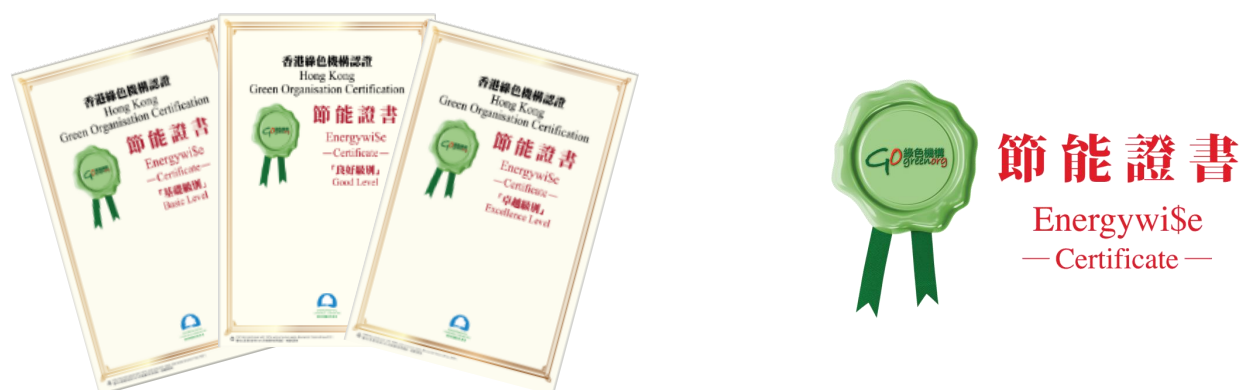 香港綠色機構認證
Hong Kong
Green Organisation Certification
節能證書
Energywi$e
Certificate
「基礎級別」
Basic Level
香港綠色機構認證
Hong Kong
Green Organisation Certification
節能證書
Energywi$e
Certificate
「良好級別」
Good Level
香港綠色機構認證
Hong Kong
Green Organisation Certification
節能證書
Energywi$e
Certificate
「卓越級別」
Excellence Level
GO 綠色機構
greenorg
節能證書
Energywi$e
Certificate